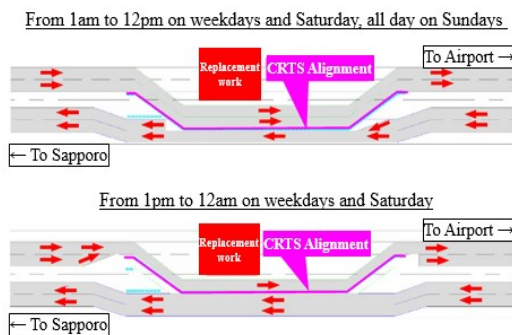 From 1am to 12pm on weekdays and Saturday, all day on Sundays
To Airport →
Replacement
work
CRTS Alignment
← To Sapporo
From 1pm to 12am on weekdays and Saturday
To Airport →
Replacement
work
CRTS Alignment
← To Sapporo